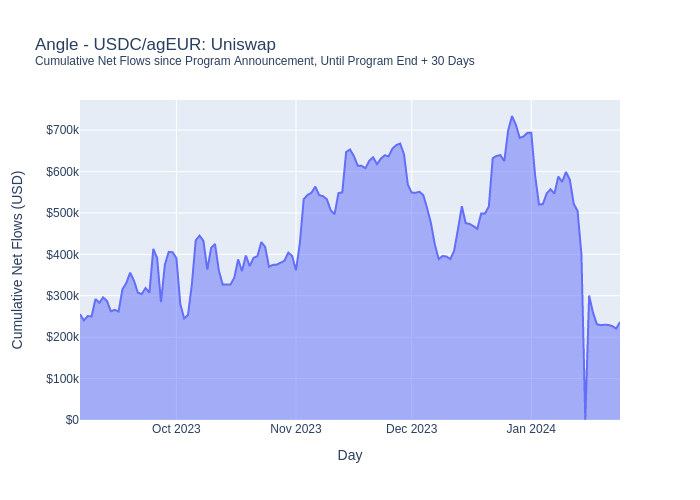 Angle - USDC/agEUR: Uniswap
Cumulative Net Flows since Program Announcement, Until Program End + 30 Days
Cumulative Net Flows (USD)
$700k
$600k
$500k
$400k
$300k
$200k
$100k
$0
Oct 2023
Nov 2023
Dec 2023
Jan 2024
Day